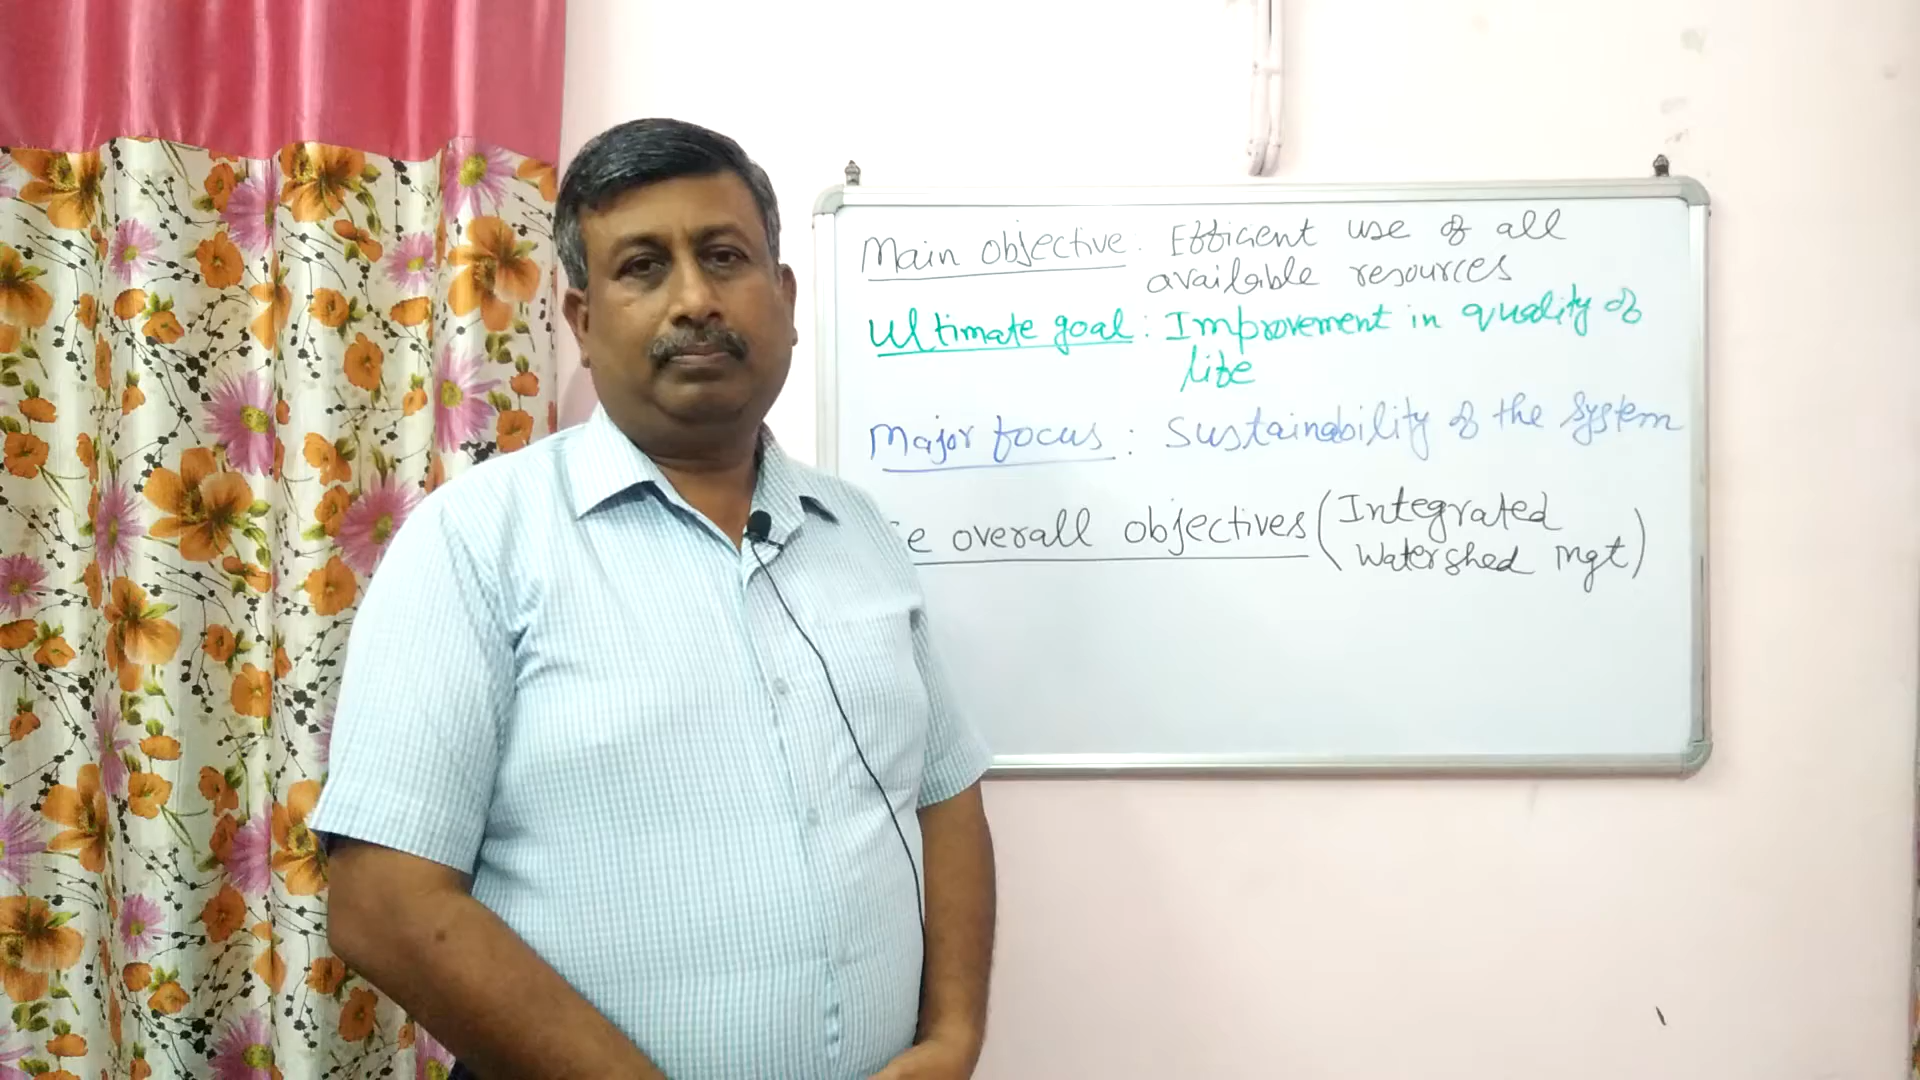 Main objective: Efficient use of all
available resources
Ultimate goal: Improvement in quality of
life
Major focus: Sustainability of the System
overall objectives (Integrated
Watershed mgt)